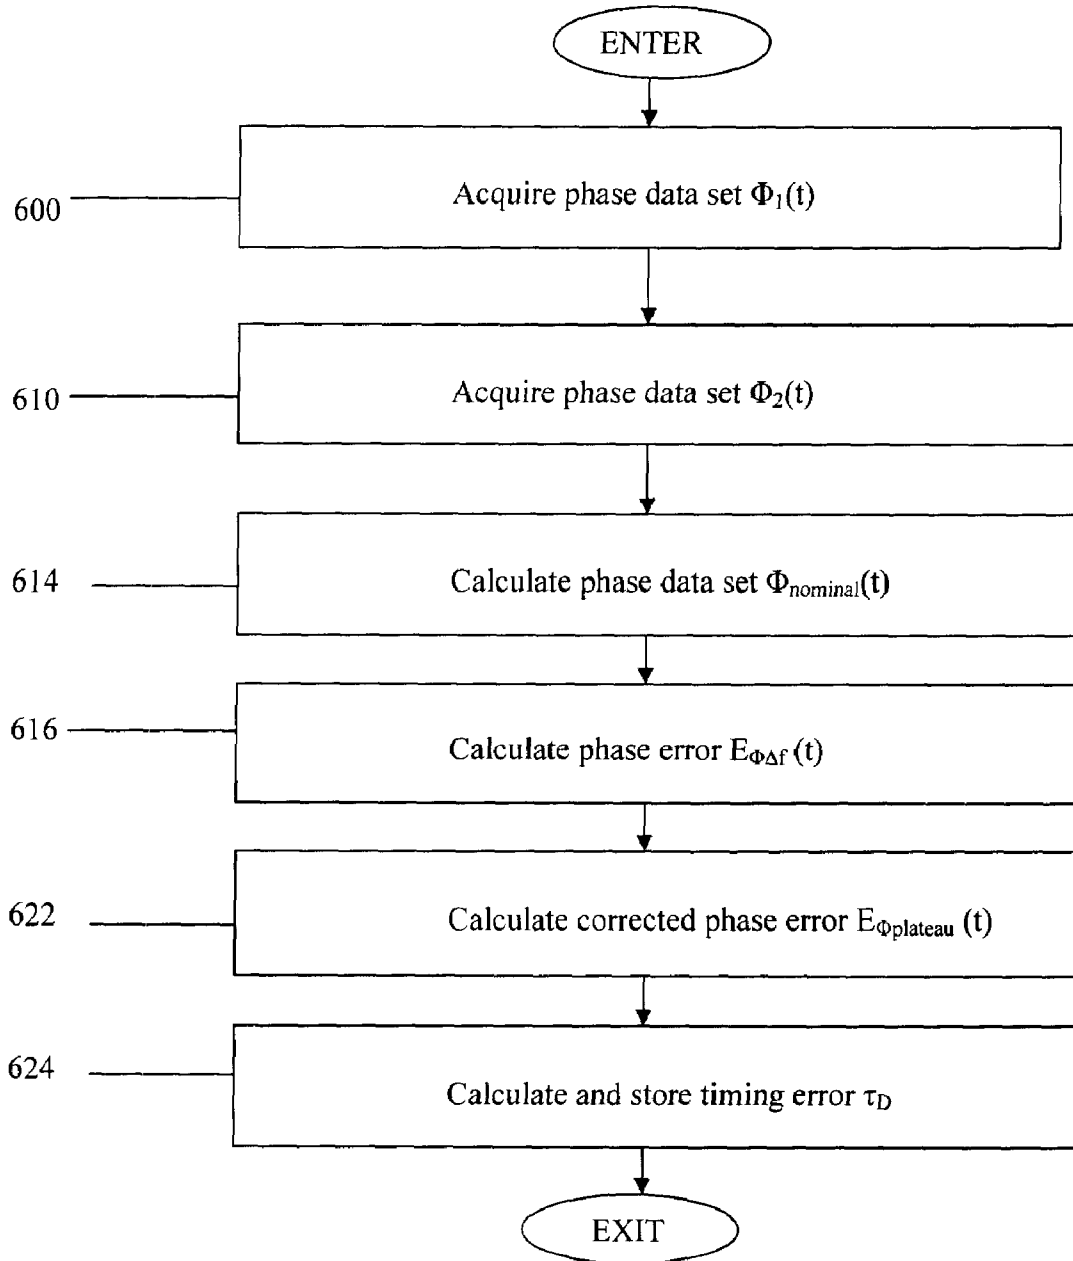 ENTER
600
Acquire phase data set Φ₁(t)
610
Acquire phase data set Φ₂(t)
614
Calculate phase data set Φnominal(t)
616
Calculate phase error EΦΔf (t)
622
Calculate corrected phase error EΦplateau (t)
624
Calculate and store timing error τD
EXIT